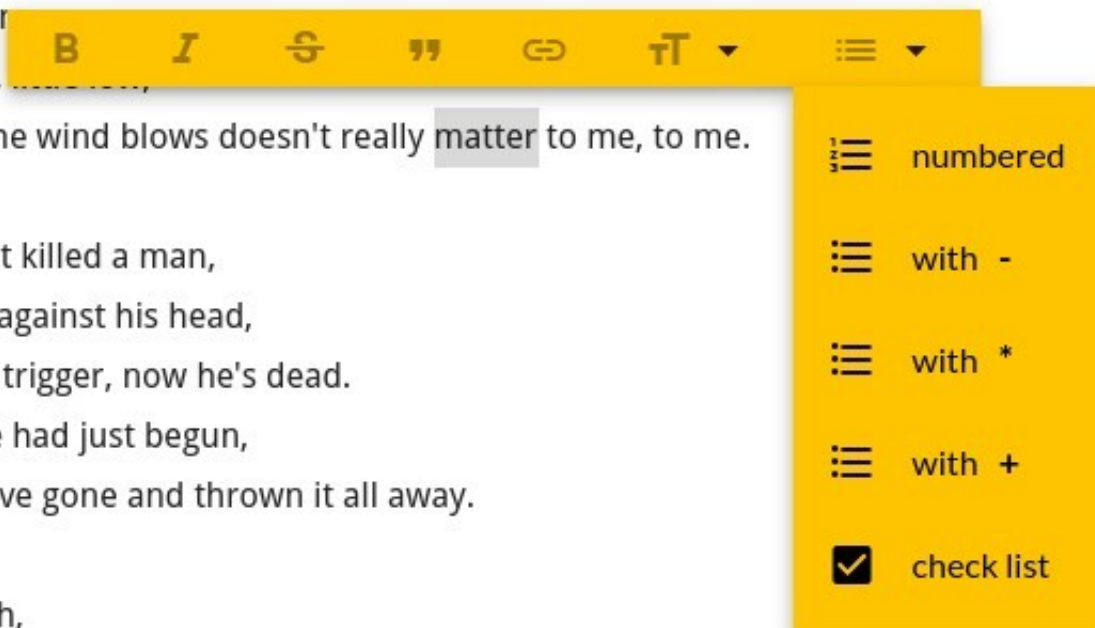 B I S
ne wind blows doesn't really matter to me, to me.
t killed a man,
against his head,
trigger, now he's dead.
e had just begun,
ve gone and thrown it all away.
h,
numbered
with -
with *
with +
check list